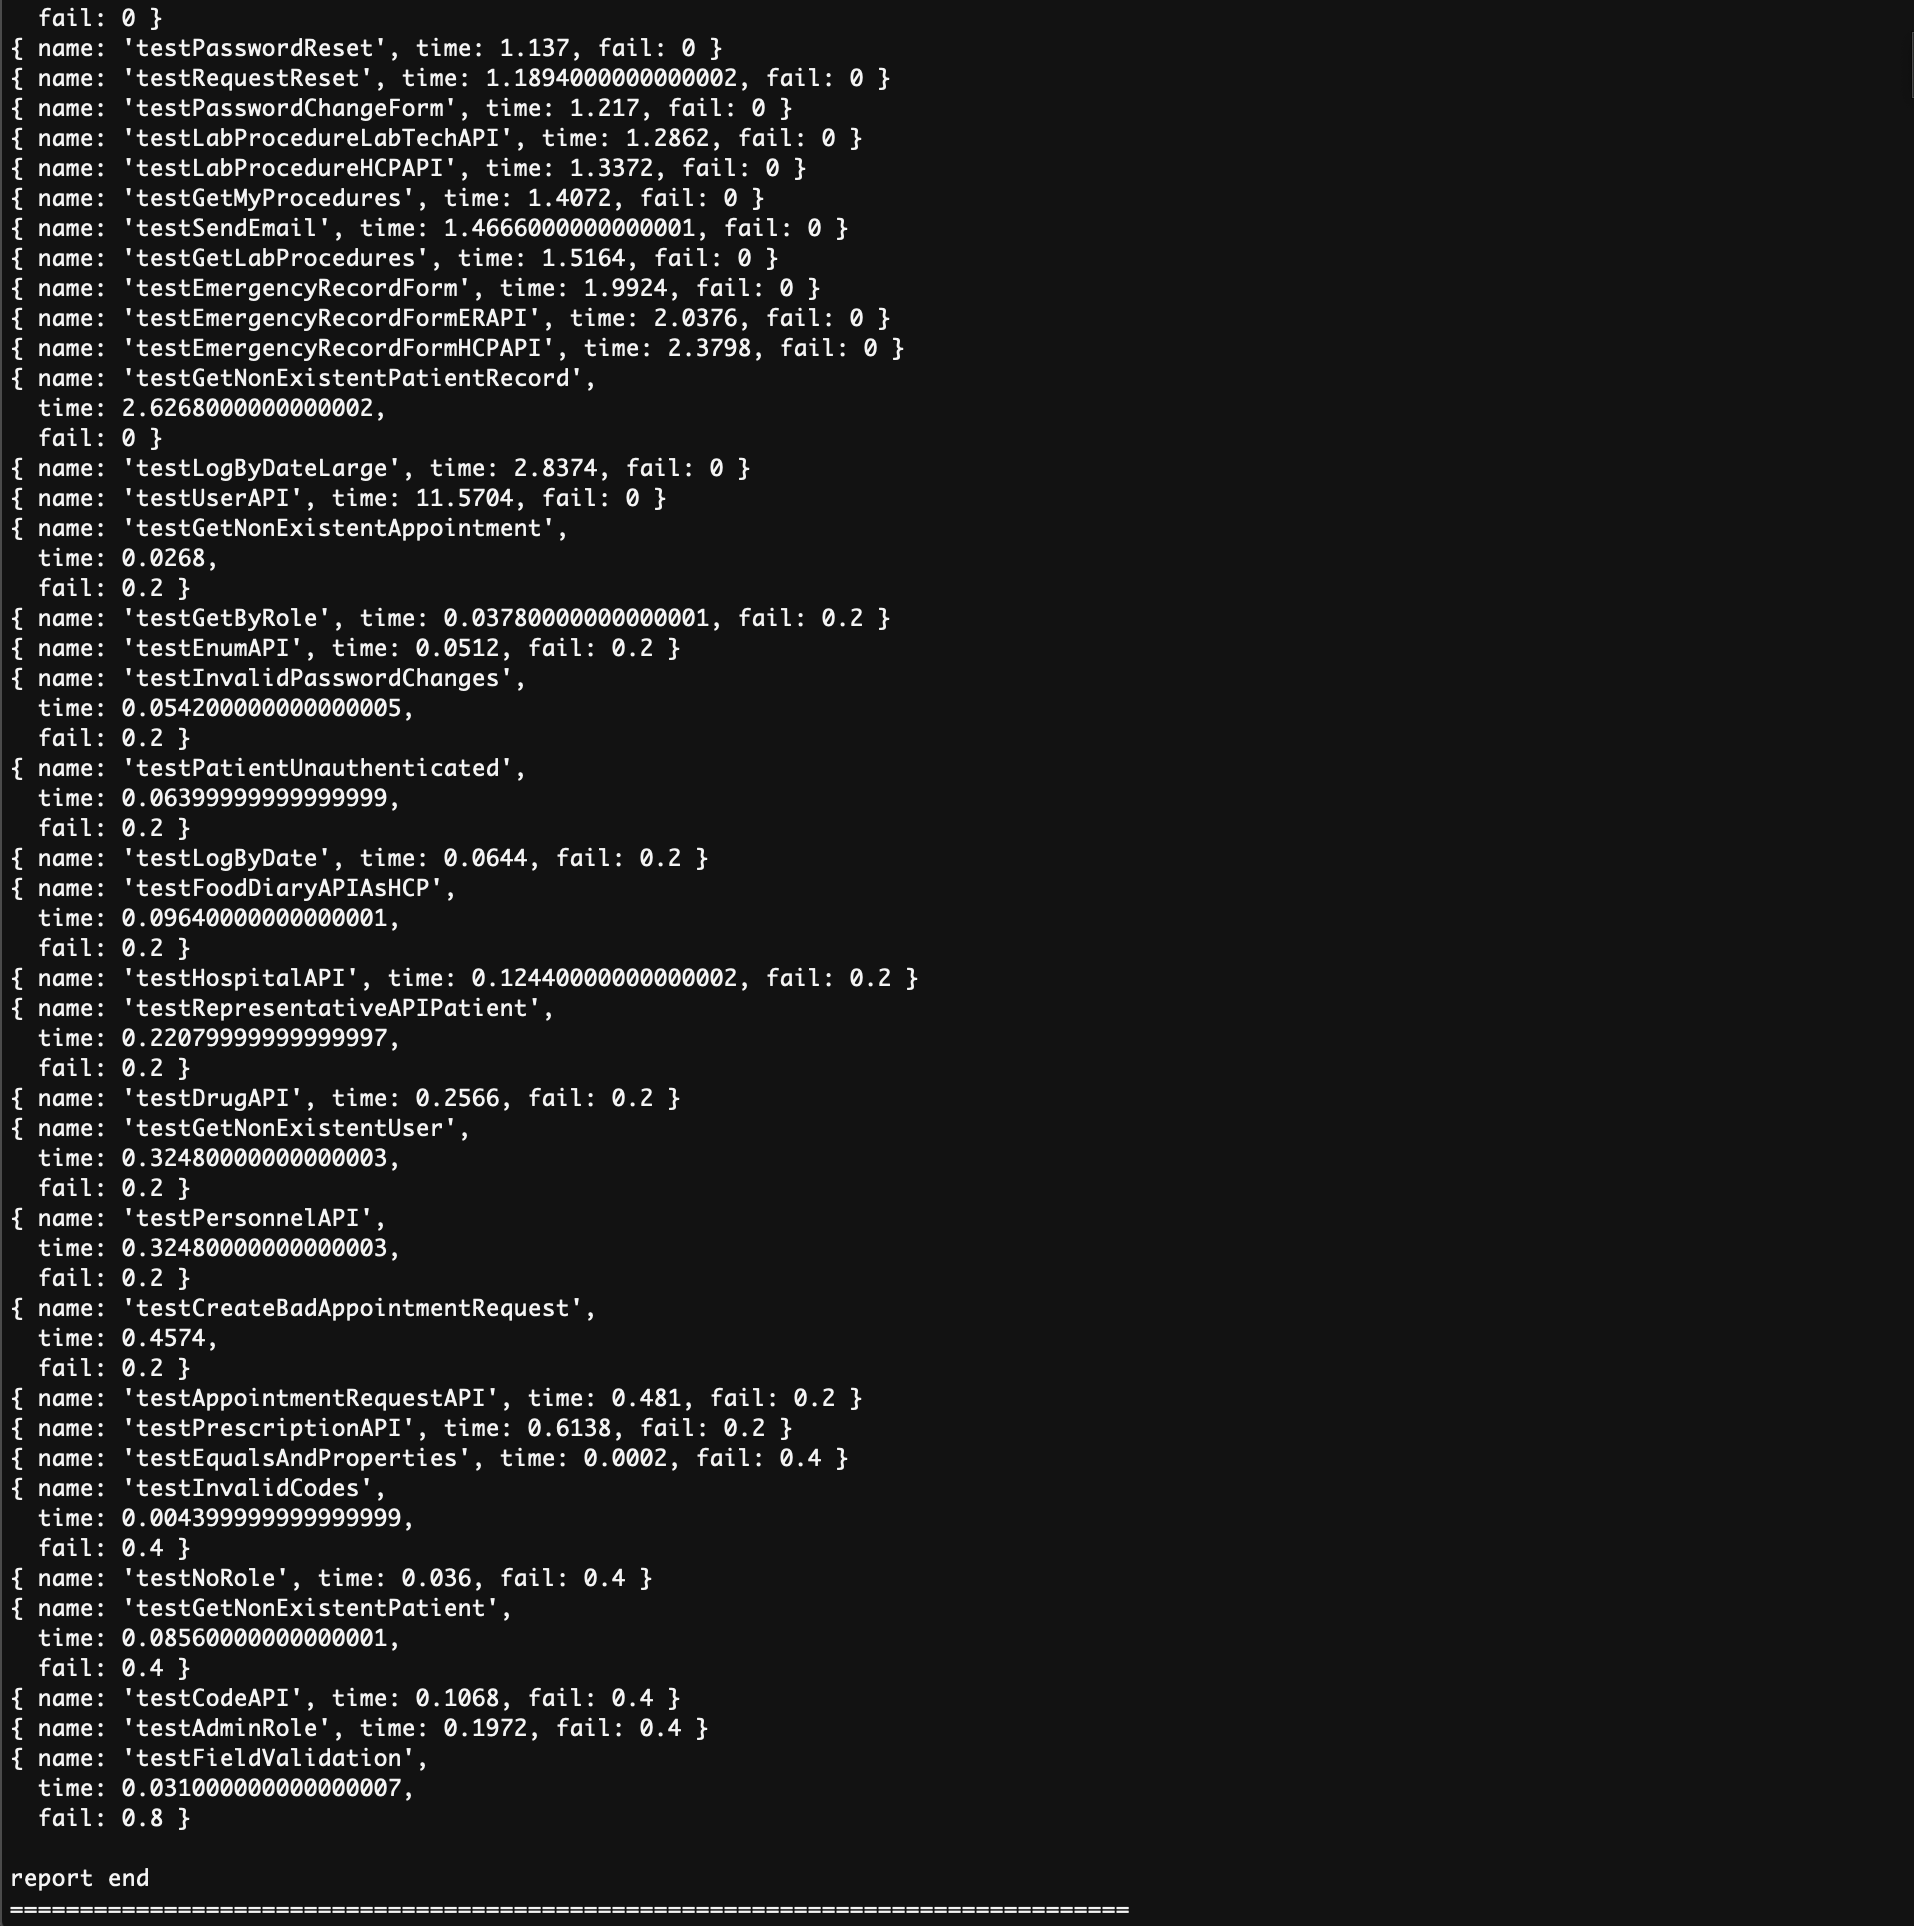 fail: 0 }
{ name: 'testPasswordReset', time: 1.137, fail: 0 }
{ name: 'testRequestReset', time: 1.1894000000000002, fail: 0 }
{ name: 'testPasswordChangeForm', time: 1.217, fail: 0 }
{ name: 'testLabProcedureLabTechAPI', time: 1.2862, fail: 0 }
{ name: 'testLabProcedureHCPAPI', time: 1.3372, fail: 0 }
{ name: 'testGetMyProcedures', time: 1.4072, fail: 0 }
{ name: 'testSendEmail', time: 1.4666000000000001, fail: 0 }
{ name: 'testGetLabProcedures', time: 1.5164, fail: 0 }
{ name: 'testEmergencyRecordForm', time: 1.9924, fail: 0 }
{ name: 'testEmergencyRecordFormERAPI', time: 2.0376, fail: 0 }
{ name: 'testEmergencyRecordFormHCPAPI', time: 2.3798, fail: 0 }
{ name: 'testGetNonExistentPatientRecord',
  time: 2.6268000000000002,
  fail: 0 }
{ name: 'testLogByDateLarge', time: 2.8374, fail: 0 }
{ name: 'testUserAPI', time: 11.5704, fail: 0 }
{ name: 'testGetNonExistentAppointment',
  time: 0.0268,
  fail: 0.2 }
{ name: 'testGetByRole', time: 0.03780000000000001, fail: 0.2 }
{ name: 'testEnumAPI', time: 0.0512, fail: 0.2 }
{ name: 'testInvalidPasswordChanges',
  time: 0.054200000000000005,
  fail: 0.2 }
{ name: 'testPatientUnauthenticated',
  time: 0.06399999999999999,
  fail: 0.2 }
{ name: 'testLogByDate', time: 0.0644, fail: 0.2 }
{ name: 'testFoodDiaryAPIAsHCP',
  time: 0.09640000000000001,
  fail: 0.2 }
{ name: 'testHospitalAPI', time: 0.12440000000000002, fail: 0.2 }
{ name: 'testRepresentativeAPIPatient',
  time: 0.22079999999999997,
  fail: 0.2 }
{ name: 'testDrugAPI', time: 0.2566, fail: 0.2 }
{ name: 'testGetNonExistentUser',
  time: 0.32480000000000003,
  fail: 0.2 }
{ name: 'testPersonnelAPI',
  time: 0.32480000000000003,
  fail: 0.2 }
{ name: 'testCreateBadAppointmentRequest',
  time: 0.4574,
  fail: 0.2 }
{ name: 'testAppointmentRequestAPI', time: 0.481, fail: 0.2 }
{ name: 'testPrescriptionAPI', time: 0.6138, fail: 0.2 }
{ name: 'testEqualsAndProperties', time: 0.0002, fail: 0.4 }
{ name: 'testInvalidCodes',
  time: 0.004399999999999999,
  fail: 0.4 }
{ name: 'testNoRole', time: 0.036, fail: 0.4 }
{ name: 'testGetNonExistentPatient',
  time: 0.08560000000000001,
  fail: 0.4 }
{ name: 'testCodeAPI', time: 0.1068, fail: 0.4 }
{ name: 'testAdminRole', time: 0.1972, fail: 0.4 }
{ name: 'testFieldValidation',
  time: 0.031000000000000007,
  fail: 0.8 }

report end
================================================================================